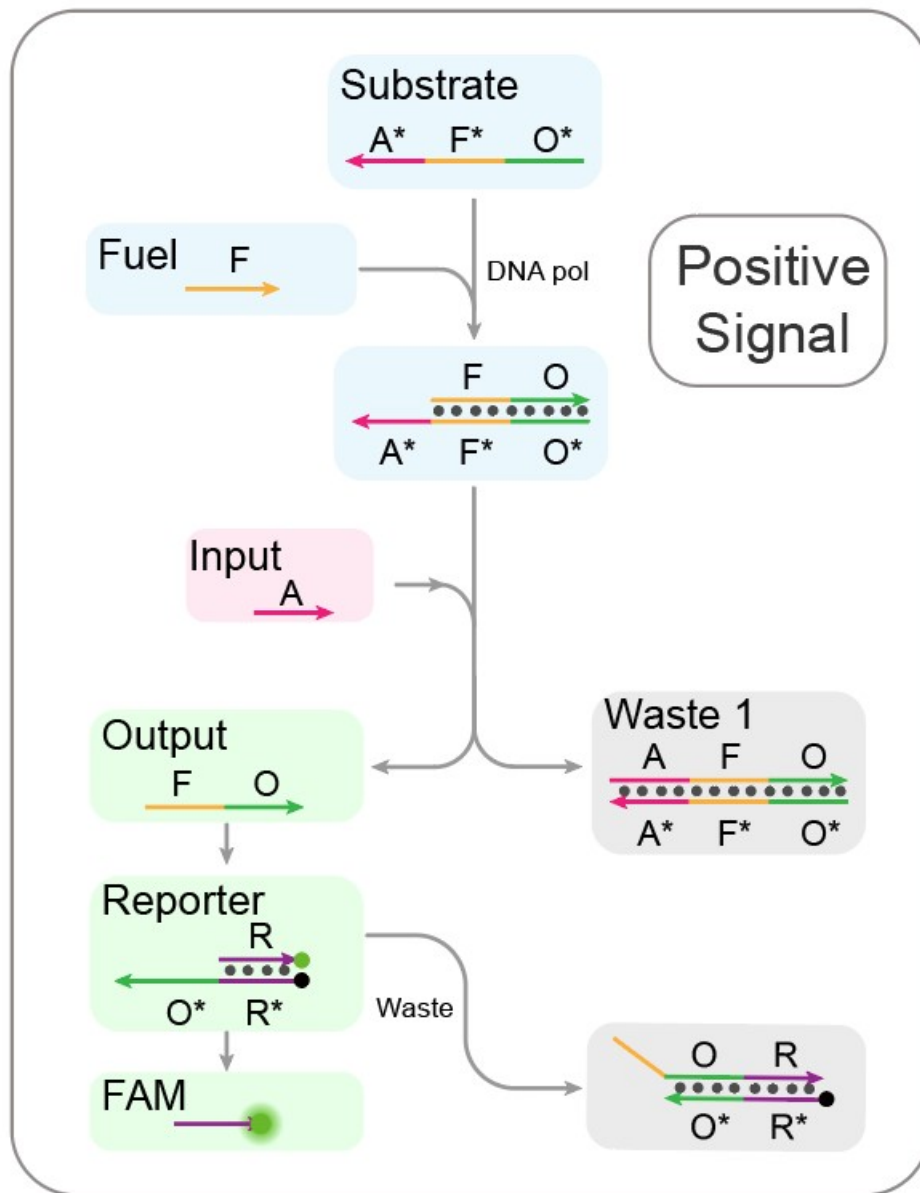 Substrate
A* F* O*
Fuel F
DNA pol
Positive
Signal
F O
A* F* O*
Input
A
Output
F O
Waste 1
A F O
A* F* O*
Reporter
R
O* R*
Waste
FAM
O R
O* R*